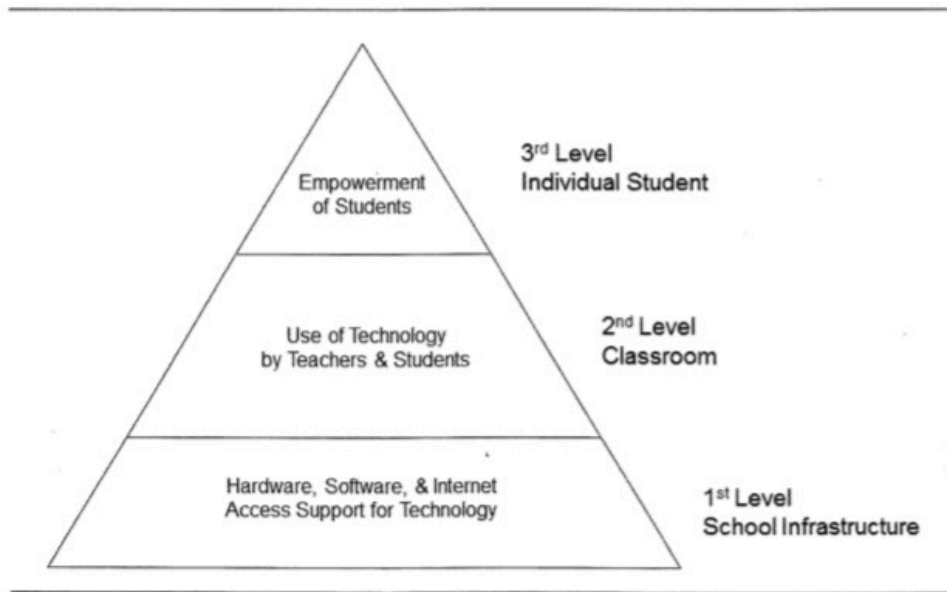 3rd Level
Individual Student
Empowerment
of Students
2nd Level
Classroom
Use of Technology
by Teachers & Students
Hardware, Software, & Internet
Access Support for Technology
1st Level
School Infrastructure